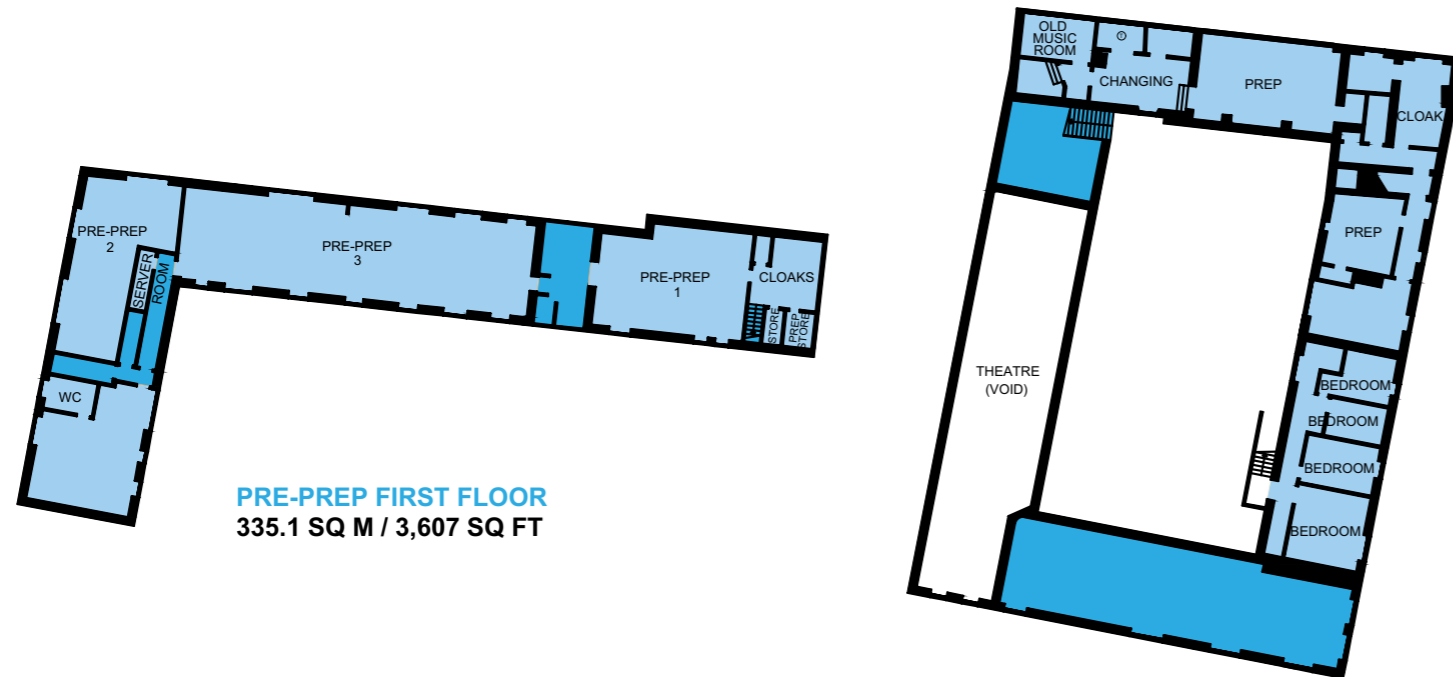 PRE-PREP
2
SERVER
ROOM
PRE-PREP
3
PRE-PREP
1
CLOAKS
STORE
PREP
STORE
WC
PRE-PREP FIRST FLOOR
335.1 SQ M / 3,607 SQ FT
OLD
MUSIC
ROOM
CHANGING
PREP
CLOAK
PREP
THEATRE
(VOID)
BEDROOM
BEDROOM
BEDROOM
BEDROOM